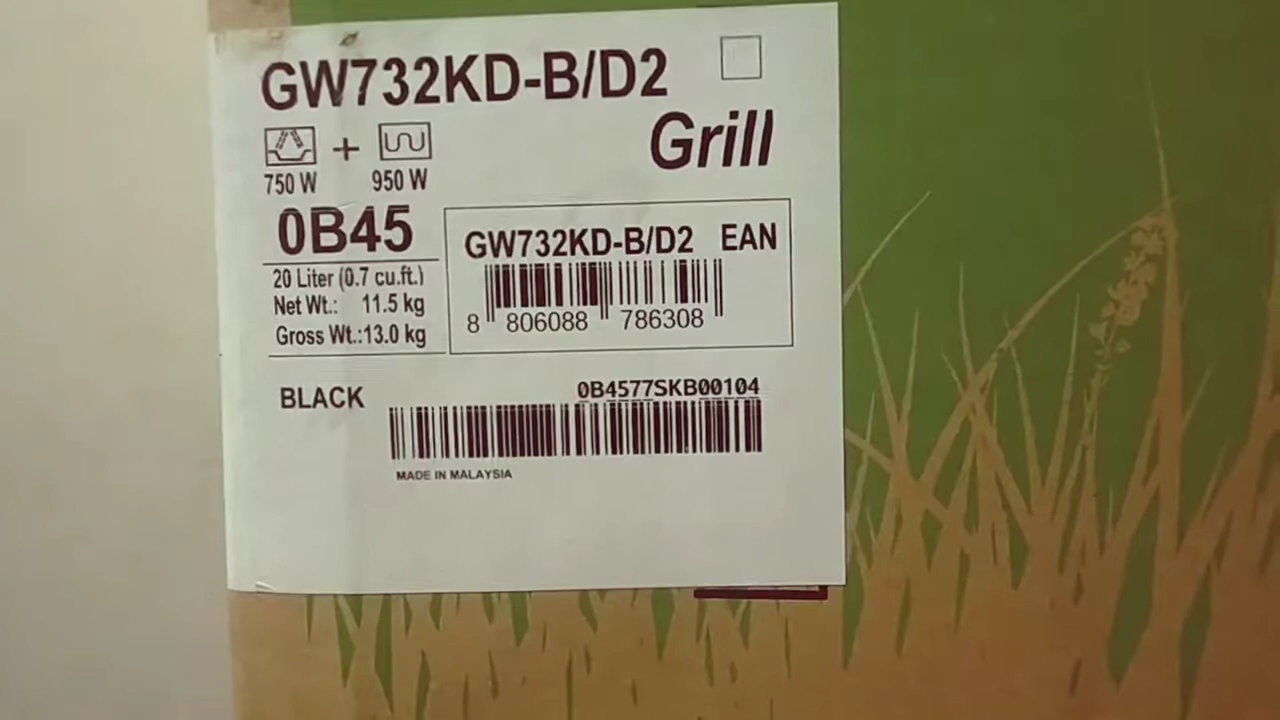 GW732KD-B/D2
Grill
+
750 W 950 W
0B45
20 Liter (0.7 cu.ft.)
Net Wt.: 11.5 kg
Gross Wt.:13.0 kg
GW732KD-B/D2 EAN
8 806088 786308
BLACK
0B4577SKB00104
MADE IN MALAYSIA